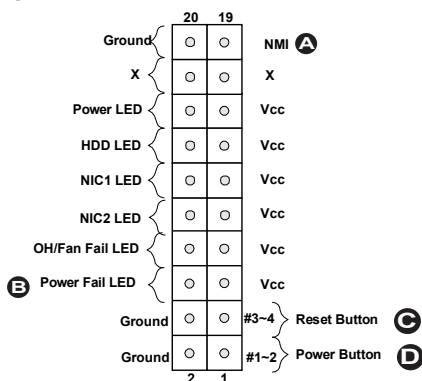 20 19
Ground NMI A
X X
Power LED Vcc
HDD LED Vcc
NIC1 LED Vcc
NIC2 LED Vcc
OH/Fan Fail LED Vcc
B Power Fail LED Vcc
Ground #3~4 Reset Button C
Ground #1~2 Power Button D
2 1